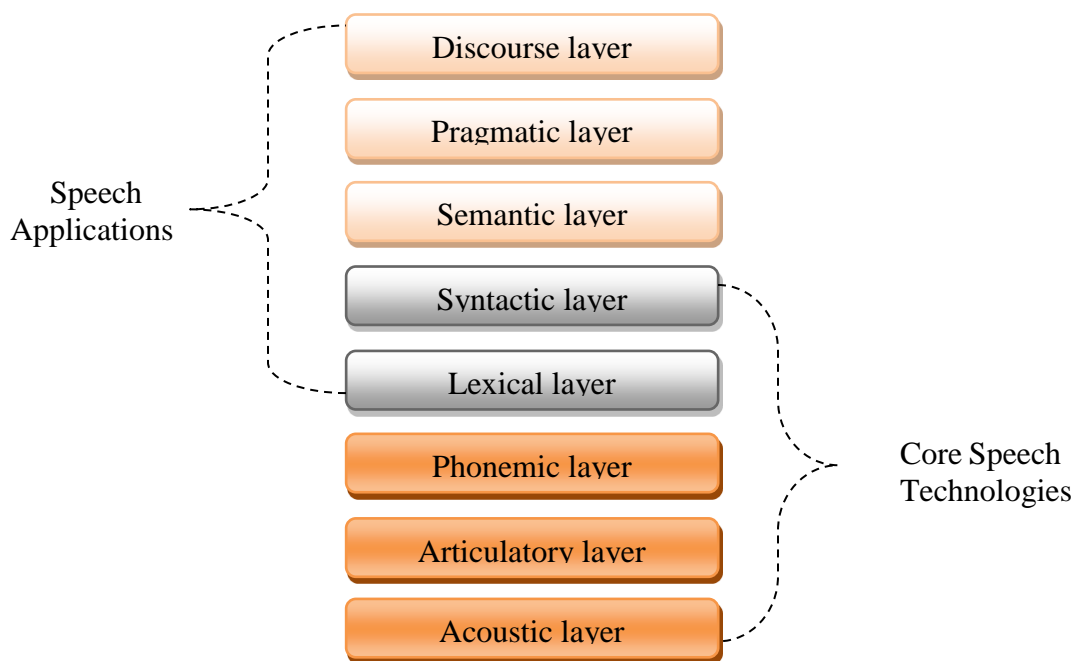 Discourse layer
Pragmatic layer
Speech
Applications
Semantic layer
Syntactic layer
Lexical layer
Phonemic layer
Core Speech
Technologies
Articulatory layer
Acoustic layer